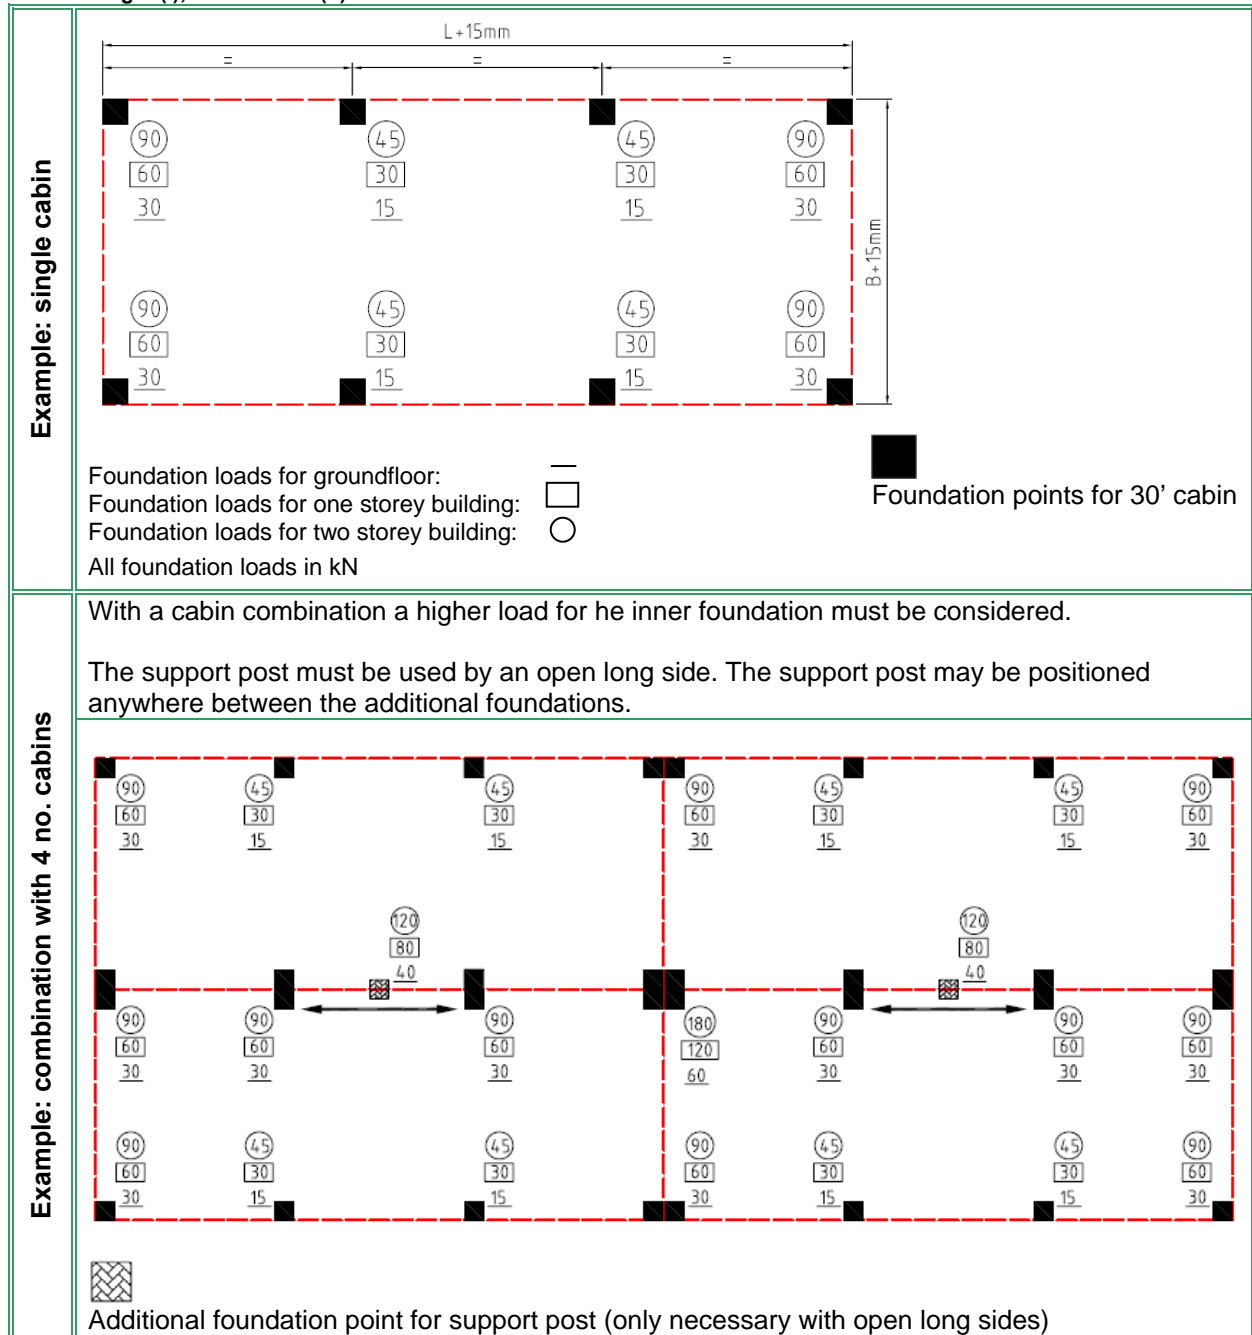 Example: single cabin
L+15mm
= = =
90 45 45 90
60 30 30 60
30 15 15 30
B+15mm
90 45 45 90
60 30 30 60
30 15 15 30
Foundation loads for groundfloor:
Foundation loads for one storey building:
Foundation loads for two storey building:
All foundation loads in kN
Foundation points for 30' cabin
Example: combination with 4 no. cabins
With a cabin combination a higher load for he inner foundation must be considered.
The support post must be used by an open long side. The support post may be positioned
anywhere between the additional foundations.
90 45 45 90 45 45 90
60 30 30 60 30 30 60
30 15 15 30 15 15 30
120 120
80 80
40 40
90 90 90 180 90 90 90
60 60 60 120 60 60 60
30 30 30 60 30 30 30
90 45 45 90 45 45 90
60 30 30 60 30 30 60
30 15 15 30 15 15 30
Additional foundation point for support post (only necessary with open long sides)